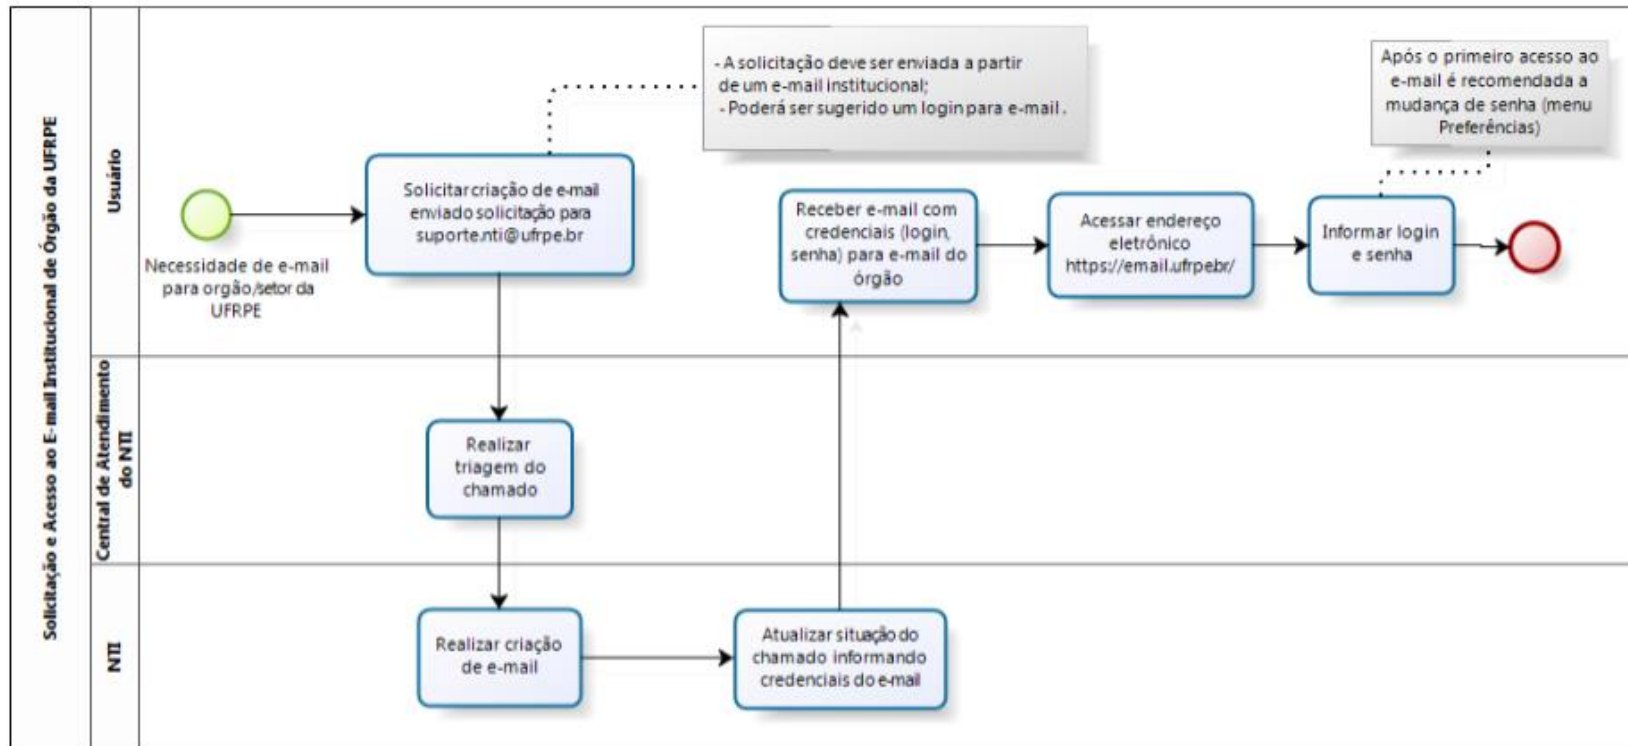 Solicitação e Acesso ao E-mail Institucional de Órgão da UFRPE
Usuário
Necessidade de e-mail
para orgão/setor da
UFRPE
Solicitar criação de e-mail
enviado solicitação para
suporte.nti@ufrpe.br
- A solicitação deve ser enviada a partir
de um e-mail institucional;
- Poderá ser sugerido um login para e-mail .
Receber e-mail com
credenciais (login,
senha) para e-mail do
órgão
Acessar endereço
eletrônico
https://email.ufrpe.br/
Informar login
e senha
Após o primeiro acesso ao
e-mail é recomendada a
mudança de senha (menu
Preferências)
Central de Atendimento
do NTI
Realizar
triagem do
chamado
NTI
Realizar criação
de e-mail
Atualizar situação do
chamado informando
credenciais do e-mail